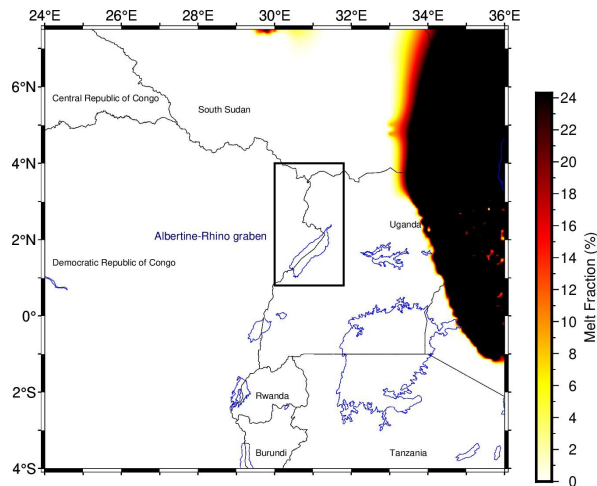 24°E 26°E 28°E 30°E 32°E 34°E 36°E
6°N
4°N
2°N
0°
2°S
4°S
Central Republic of Congo
South Sudan
Uganda
Albertine-Rhino graben
Democratic Republic of Congo
Rwanda
Burundi
Tanzania
24
22
20
18
16
14
12
10
8
6
4
2
0
Melt Fraction (%)